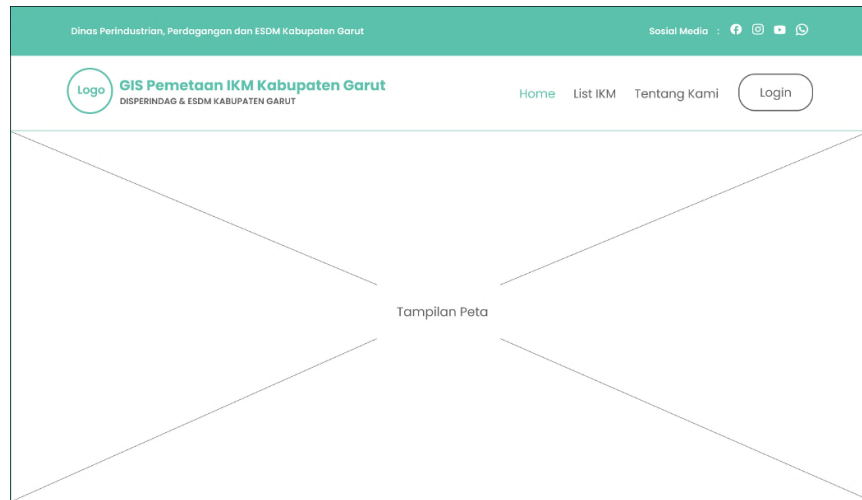 Dinas Perindustrian, Perdagangan dan ESDM Kabupaten Garut
Sosial Media :
Logo
GIS Pemetaan IKM Kabupaten Garut
DISPERINDAG & ESDM KABUPATEN GARUT
Home
List IKM
Tentang Kami
Login
Tampilan Peta